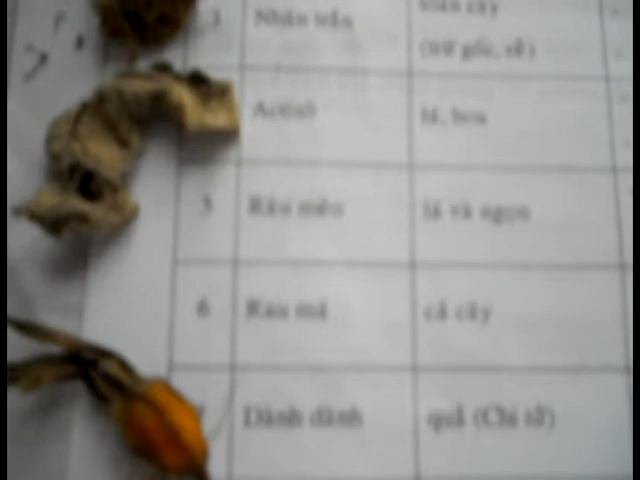 3 Nhân trần
(trừ gốc, rễ)
Actisô lá, hoa
5 Râu mèo lá và ngọn
6 Rau má cả cây
Dành dành quả (Chi tử)